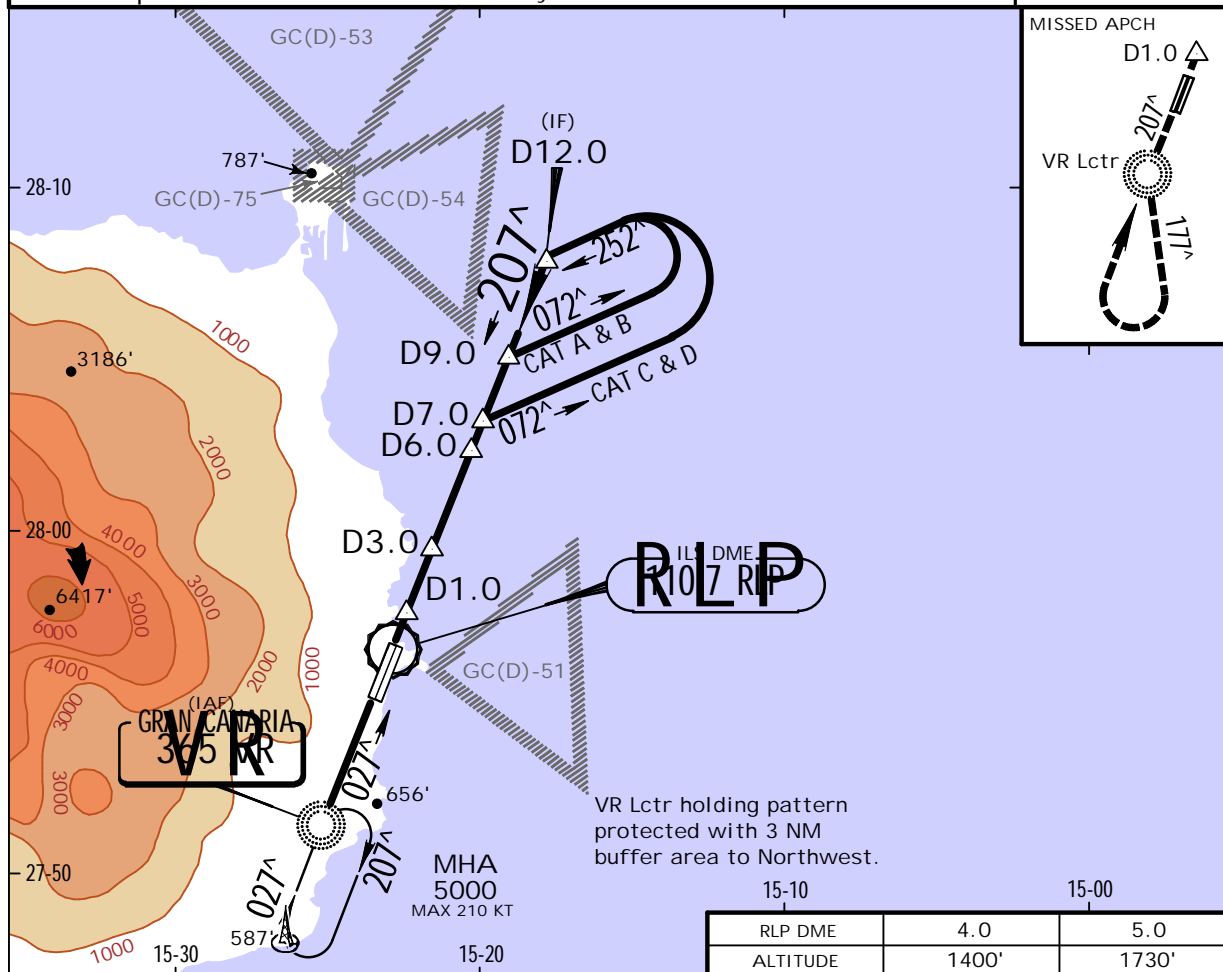 GC(D)-53
MISSED APCH
D1.0
207^
VR Lctr
177^
(IF)
D12.0
787'
28-10
GC(D)-75
GC(D)-54
207^
252^
072^
1000
D9.0
CAT A & B
3186'
CAT C & D
072^
D7.0
D6.0
2000
28-00
4000
D3.0
ILS DME
110.7 RLP
R L P
3000
D1.0
6417'
5000
6000
4000
2000
1000
GC(D)-51
3000
(IAF)
GRAN CANARIA
365 VR
V R
027^
3000
656'
VR Lctr holding pattern
protected with 3 NM
buffer area to Northwest.
207^
MHA
5000
MAX 210 KT
27-50
027^
15-10
15-00
587'
1000
15-30
15-20
RLP DME 4.0 5.0
ALTITUDE 1400' 1730'